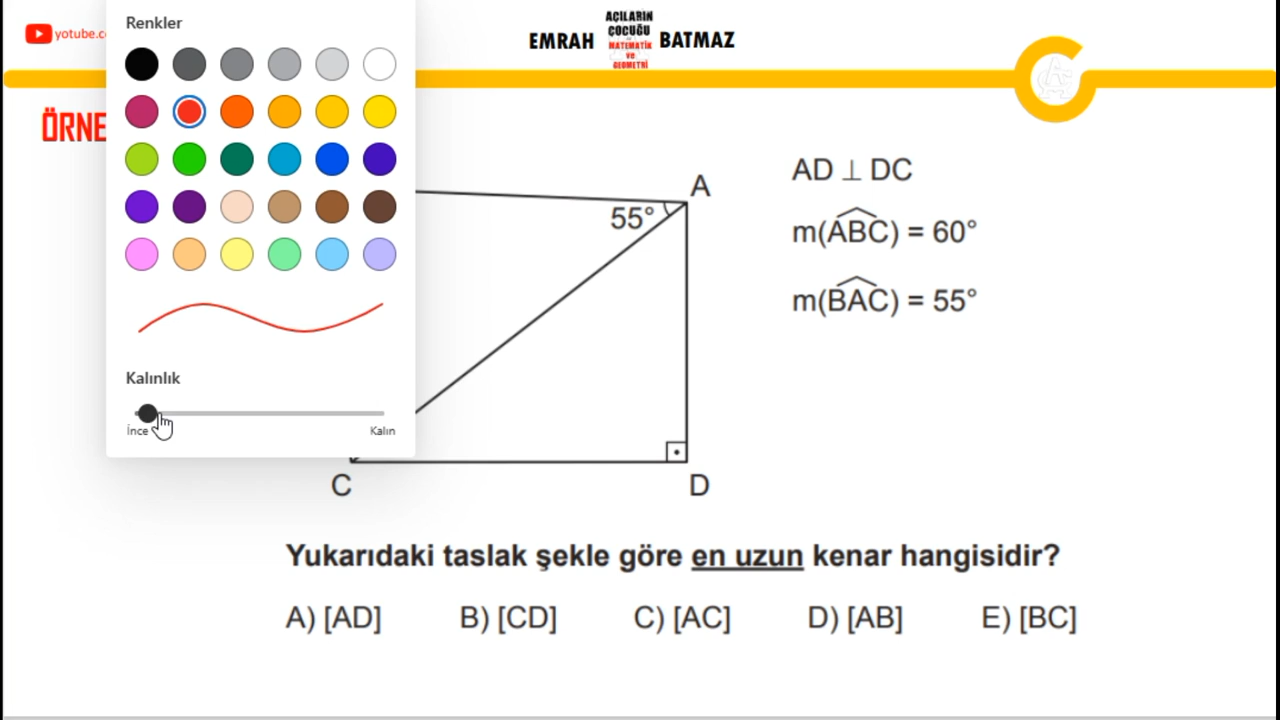 Renkler
yotube.c
EMRAH
AÇILARIN
ÇOCUĞU
MATEMATİK
ve
GEOMETRİ
BATMAZ
ÖRNE
A
55°
AD ⊥ DC
m(ABC) = 60°
m(BAC) = 55°
Kalınlık
İnce
Kalın
C
D
Yukarıdaki taslak şekle göre en uzun kenar hangisidir?
A) [AD] B) [CD] C) [AC] D) [AB] E) [BC]